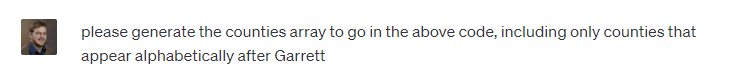 please generate the counties array to go in the above code, including only counties that
appear alphabetically after Garrett